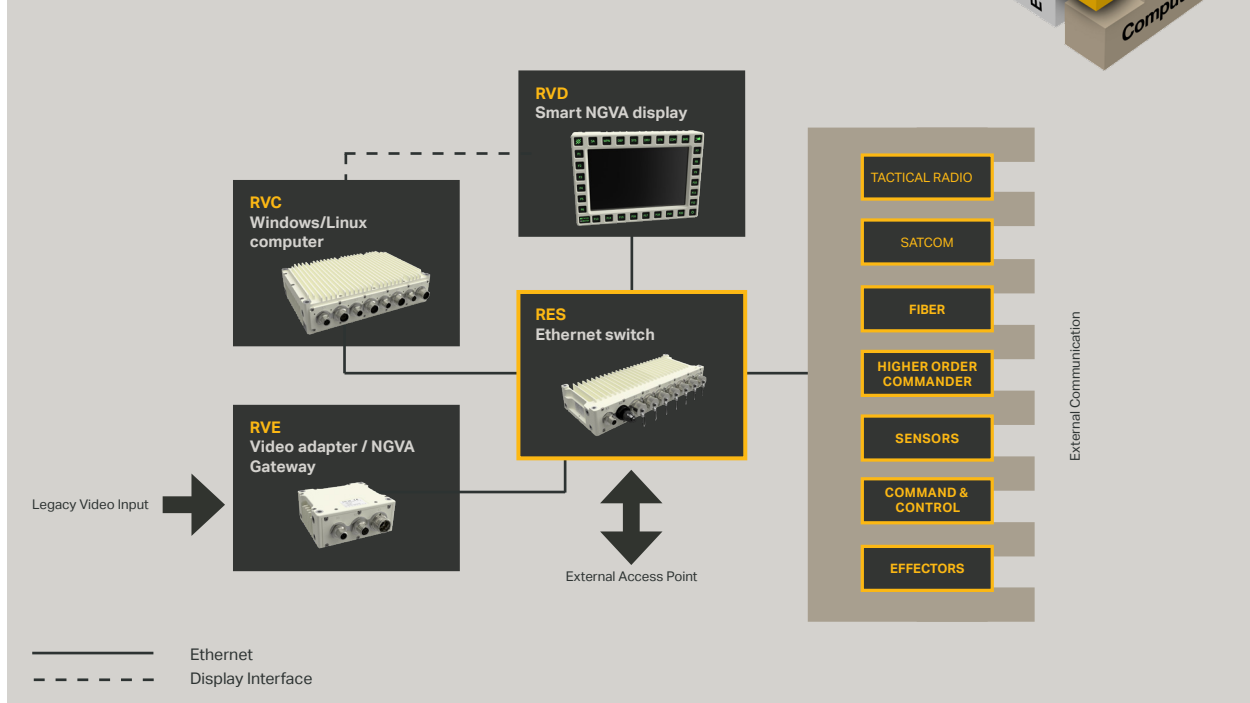 E
Compu
RVD
Smart NGVA display
RVC
Windows/Linux
computer
RES
Ethernet switch
RVE
Video adapter / NGVA
Gateway
Legacy Video Input
External Access Point
TACTICAL RADIO
SATCOM
FIBER
HIGHER ORDER
COMMANDER
SENSORS
COMMAND &
CONTROL
EFFECTORS
External Communication
Ethernet
Display Interface